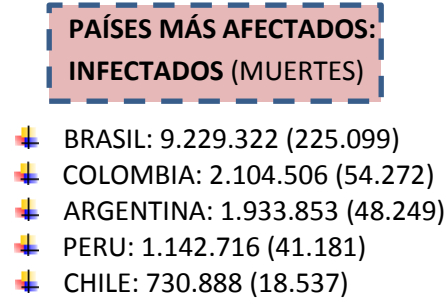 PAÍSES MÁS AFECTADOS:
INFECTADOS (MUERTES)
BRASIL: 9.229.322 (225.099)
COLOMBIA: 2.104.506 (54.272)
ARGENTINA: 1.933.853 (48.249)
PERU: 1.142.716 (41.181)
CHILE: 730.888 (18.537)